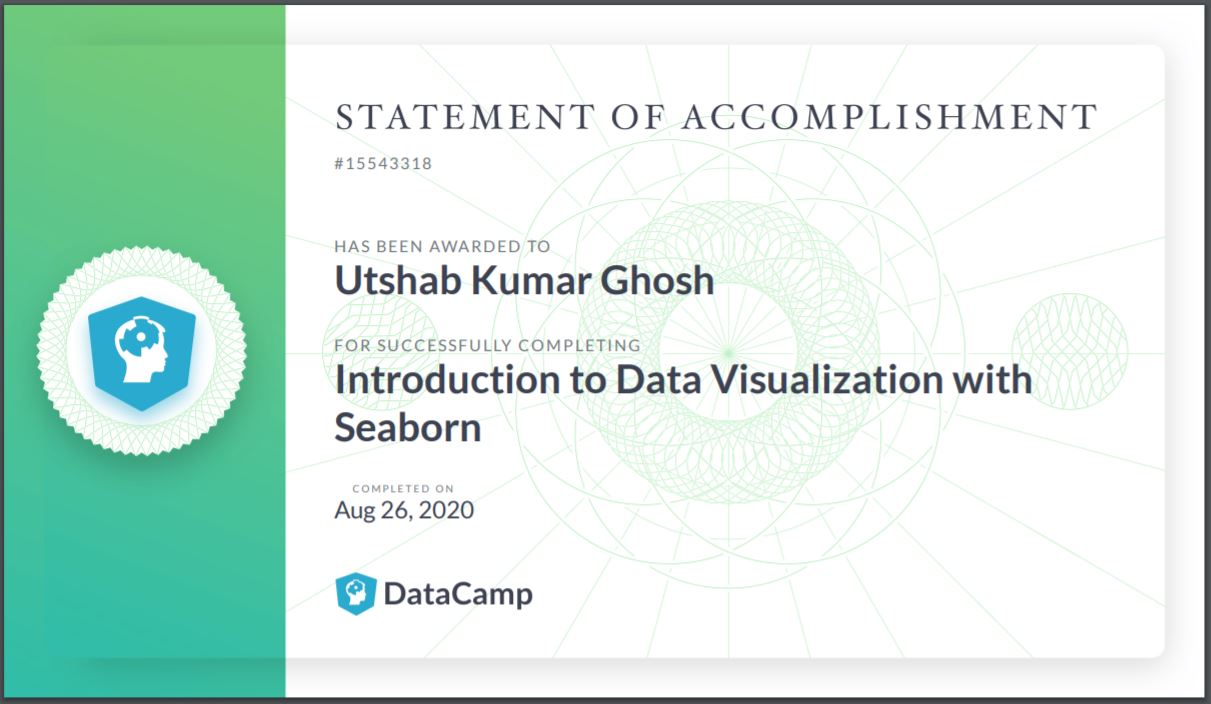 STATEMENT OF ACCOMPLISHMENT
#15543318
HAS BEEN AWARDED TO
Utshab Kumar Ghosh
FOR SUCCESSFULLY COMPLETING
Introduction to Data Visualization with
Seaborn
COMPLETED ON
Aug 26, 2020
DataCamp